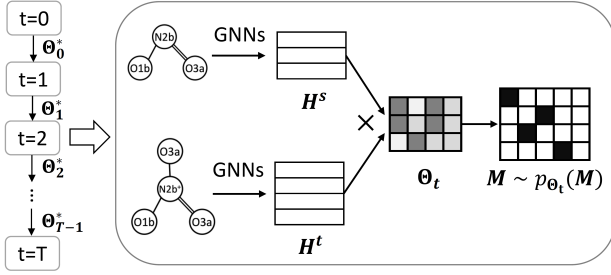 t=0
Θ*0
t=1
Θ*1
t=2
Θ*2
⋮
Θ*T−1
t=T
N2b
O1b
O3a
GNNs
H^s
O3a
N2b+
O1b
O3a
GNNs
H^t
×
Θt
M ~ pΘt(M)